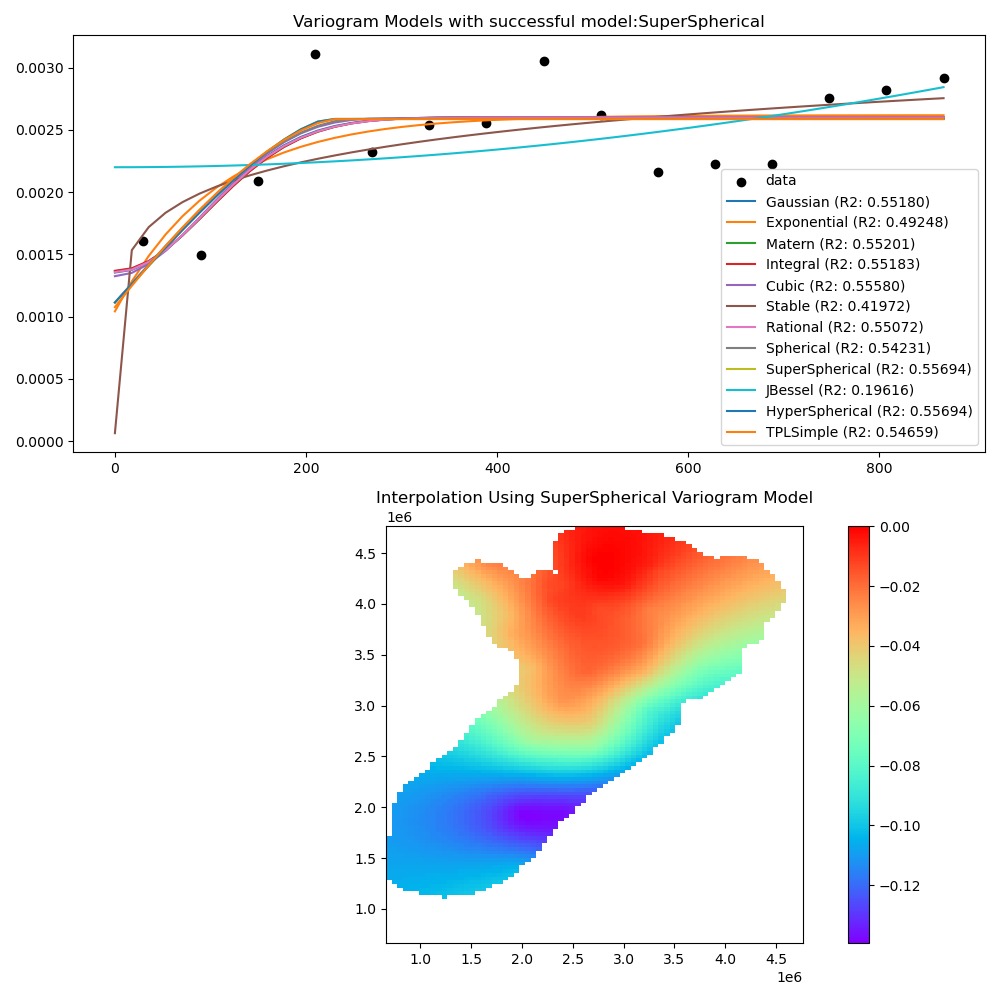 Variogram Models with successful model:SuperSpherical
0.0030
0.0025
0.0020
0.0015
0.0010
0.0005
0.0000
0 200 400 600 800
data
Gaussian (R2: 0.55180)
Exponential (R2: 0.49248)
Matern (R2: 0.55201)
Integral (R2: 0.55183)
Cubic (R2: 0.55580)
Stable (R2: 0.41972)
Rational (R2: 0.55072)
Spherical (R2: 0.54231)
SuperSpherical (R2: 0.55694)
JBessel (R2: 0.19616)
HyperSpherical (R2: 0.55694)
TPLSimple (R2: 0.54659)
Interpolation Using SuperSpherical Variogram Model
1e6
4.5
4.0
3.5
3.0
2.5
2.0
1.5
1.0
1.0 1.5 2.0 2.5 3.0 3.5 4.0 4.5
1e6
0.00
−0.02
−0.04
−0.06
−0.08
−0.10
−0.12